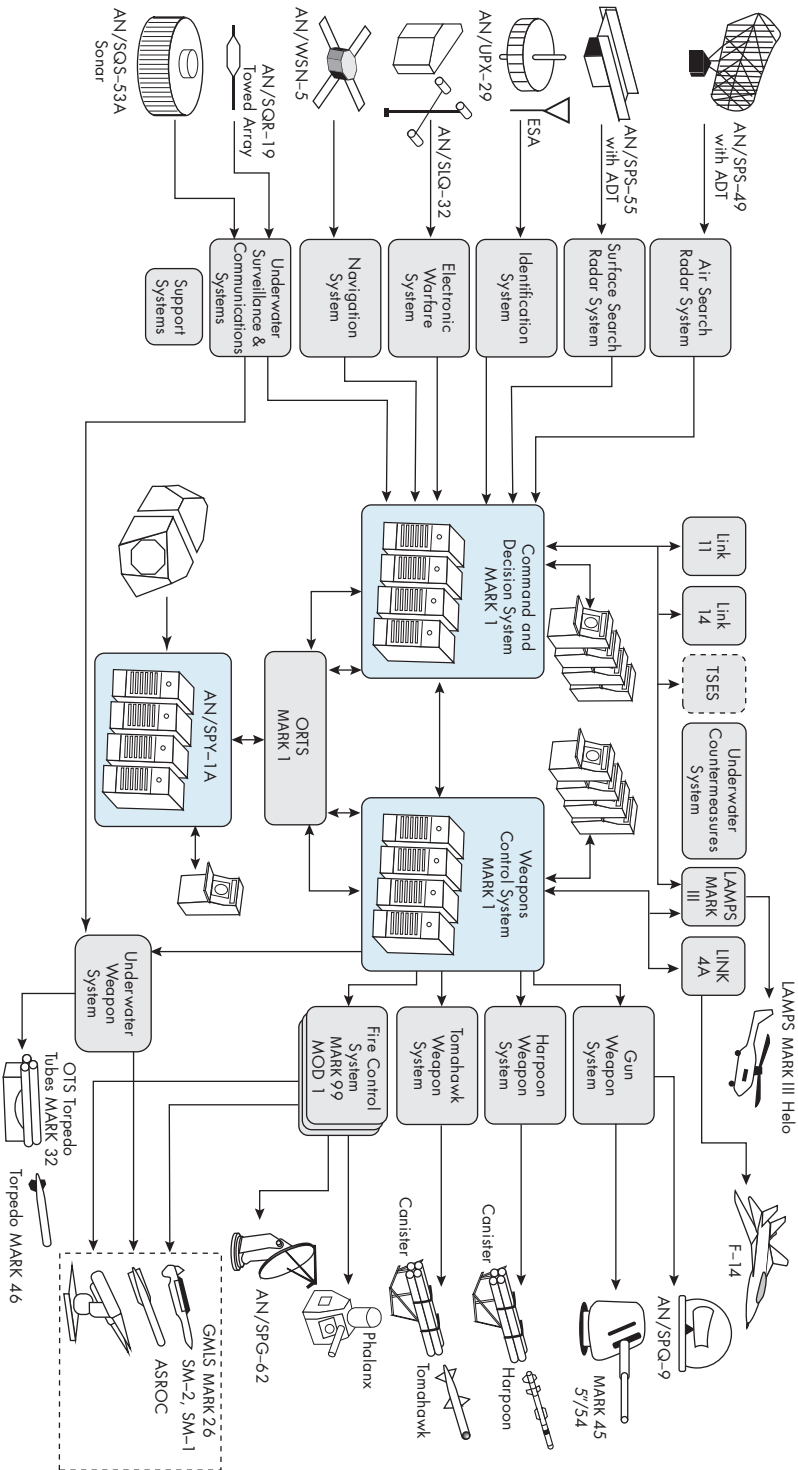 AN/SPS–49
with ADT
AN/SPS–55
with ADT
AN/UPX–29
ESA
AN/SLQ–32
AN/WSN–5
AN/SQR–19
Towed Array
AN/SQS–53A
Sonar
Air Search
Radar System
Surface Search
Radar System
Identification
System
Electronic
Warfare
System
Navigation
System
Underwater
Surveillance &
Communications
Systems
Support
Systems
Link
11
Link
14
TSES
Underwater
Countermeasures
System
LAMPS
MARK
III
LINK
4A
LAMPS MARK III Helo
F–14
Command and
Decision System
MARK 1
ORTS
MARK 1
AN/SPY–1A
Weapons
Control System
MARK 1
Gun
Weapon
System
Harpoon
Weapon
System
Tomahawk
Weapon
System
Fire Control
System
MARK 99
MOD 1
Underwater
Weapon
System
AN/SPQ–9
MARK 45
5"/54
Canister
Harpoon
Canister
Tomahawk
Phalanx
AN/SPG–62
GMLS MARK 26
SM–2, SM–1
ASROC
OTS Torpedo
Tubes MARK 32
Torpedo MARK 46